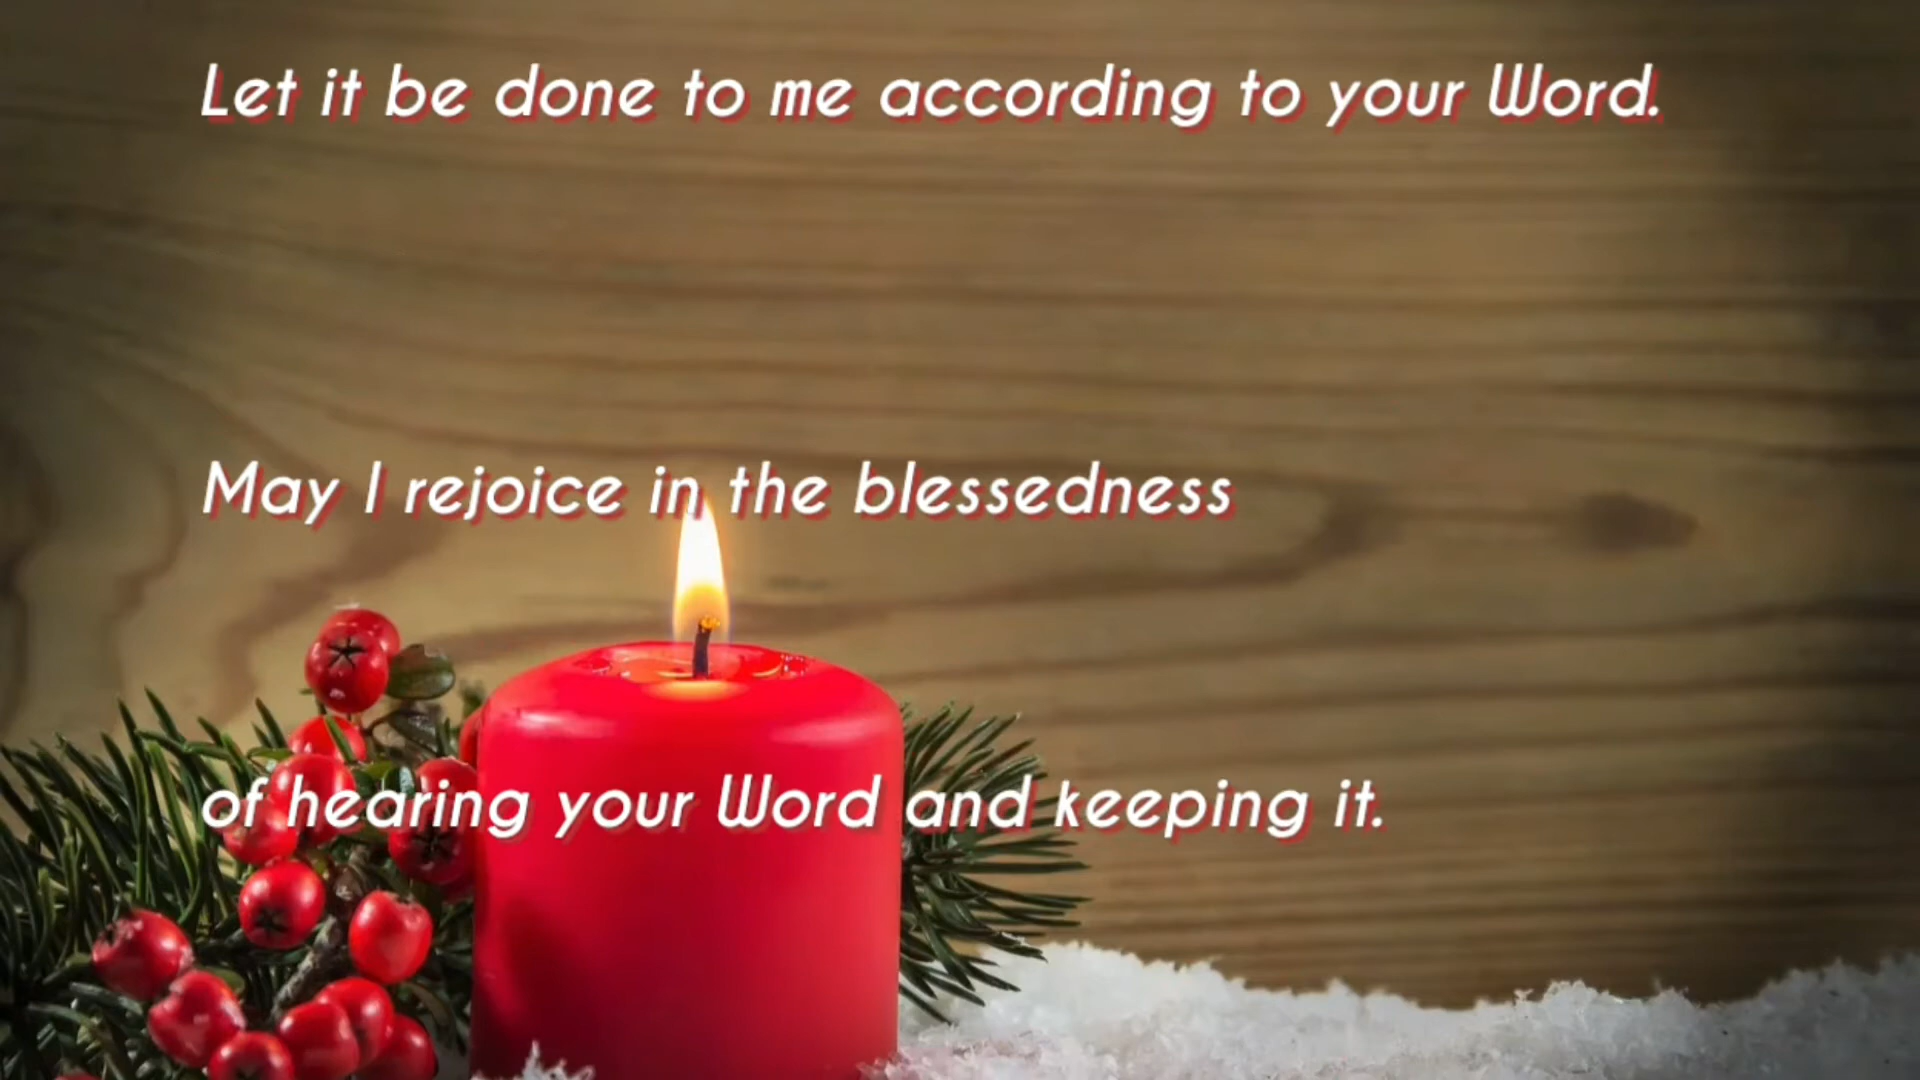 Let it be done to me according to your Word.
May I rejoice in the blessedness
of hearing your Word and keeping it.